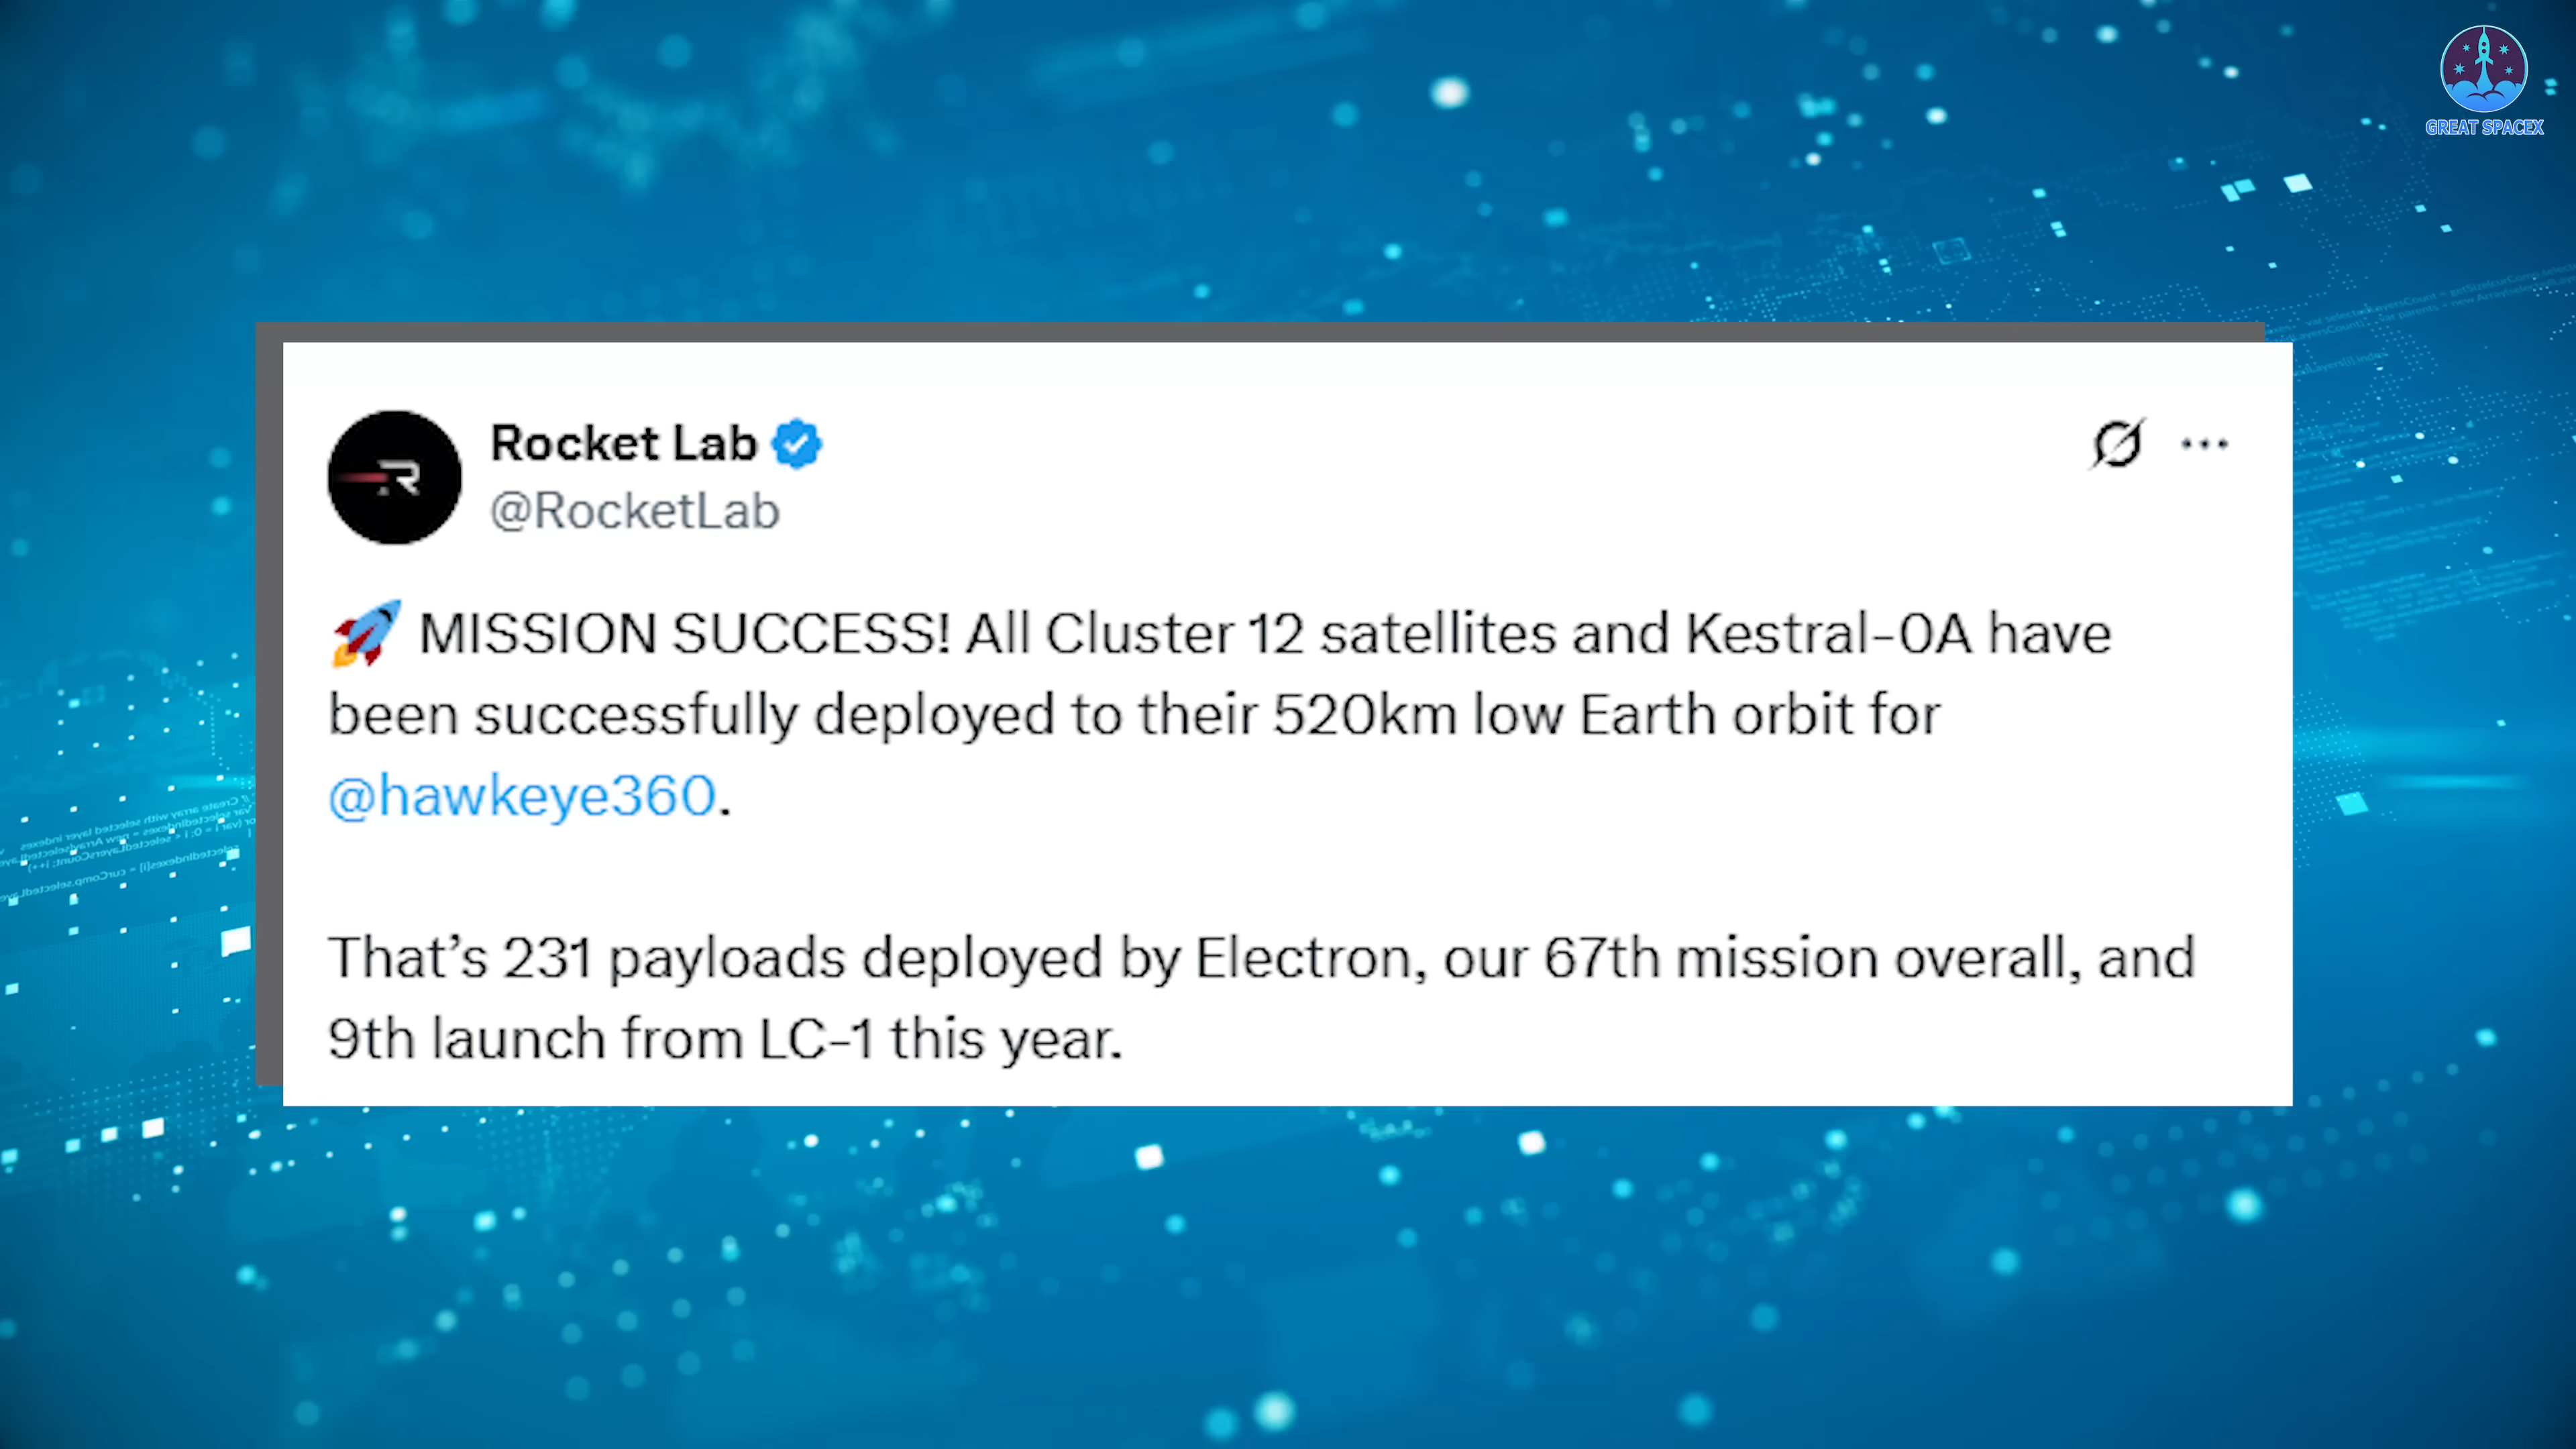 GREAT SPACEX
Rocket Lab
@RocketLab
🚀 MISSION SUCCESS! All Cluster 12 satellites and Kestral-0A have
been successfully deployed to their 520km low Earth orbit for
@hawkeye360.
That’s 231 payloads deployed by Electron, our 67th mission overall, and
9th launch from LC-1 this year.